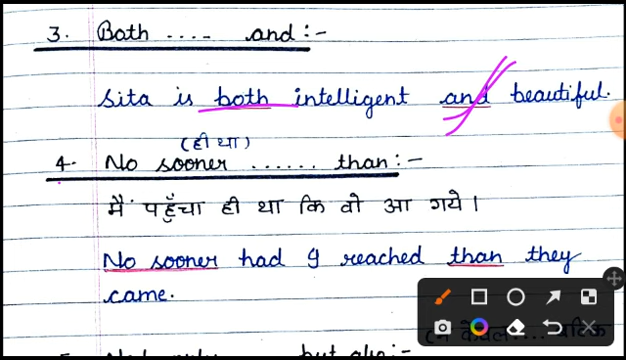 3. Both ..... and:-
Sita is both intelligent and beautiful.
(ही था)
4. No sooner ...... than:-
मैं पहुँचा ही था कि वो आ गये।
No sooner had I reached than they
came.